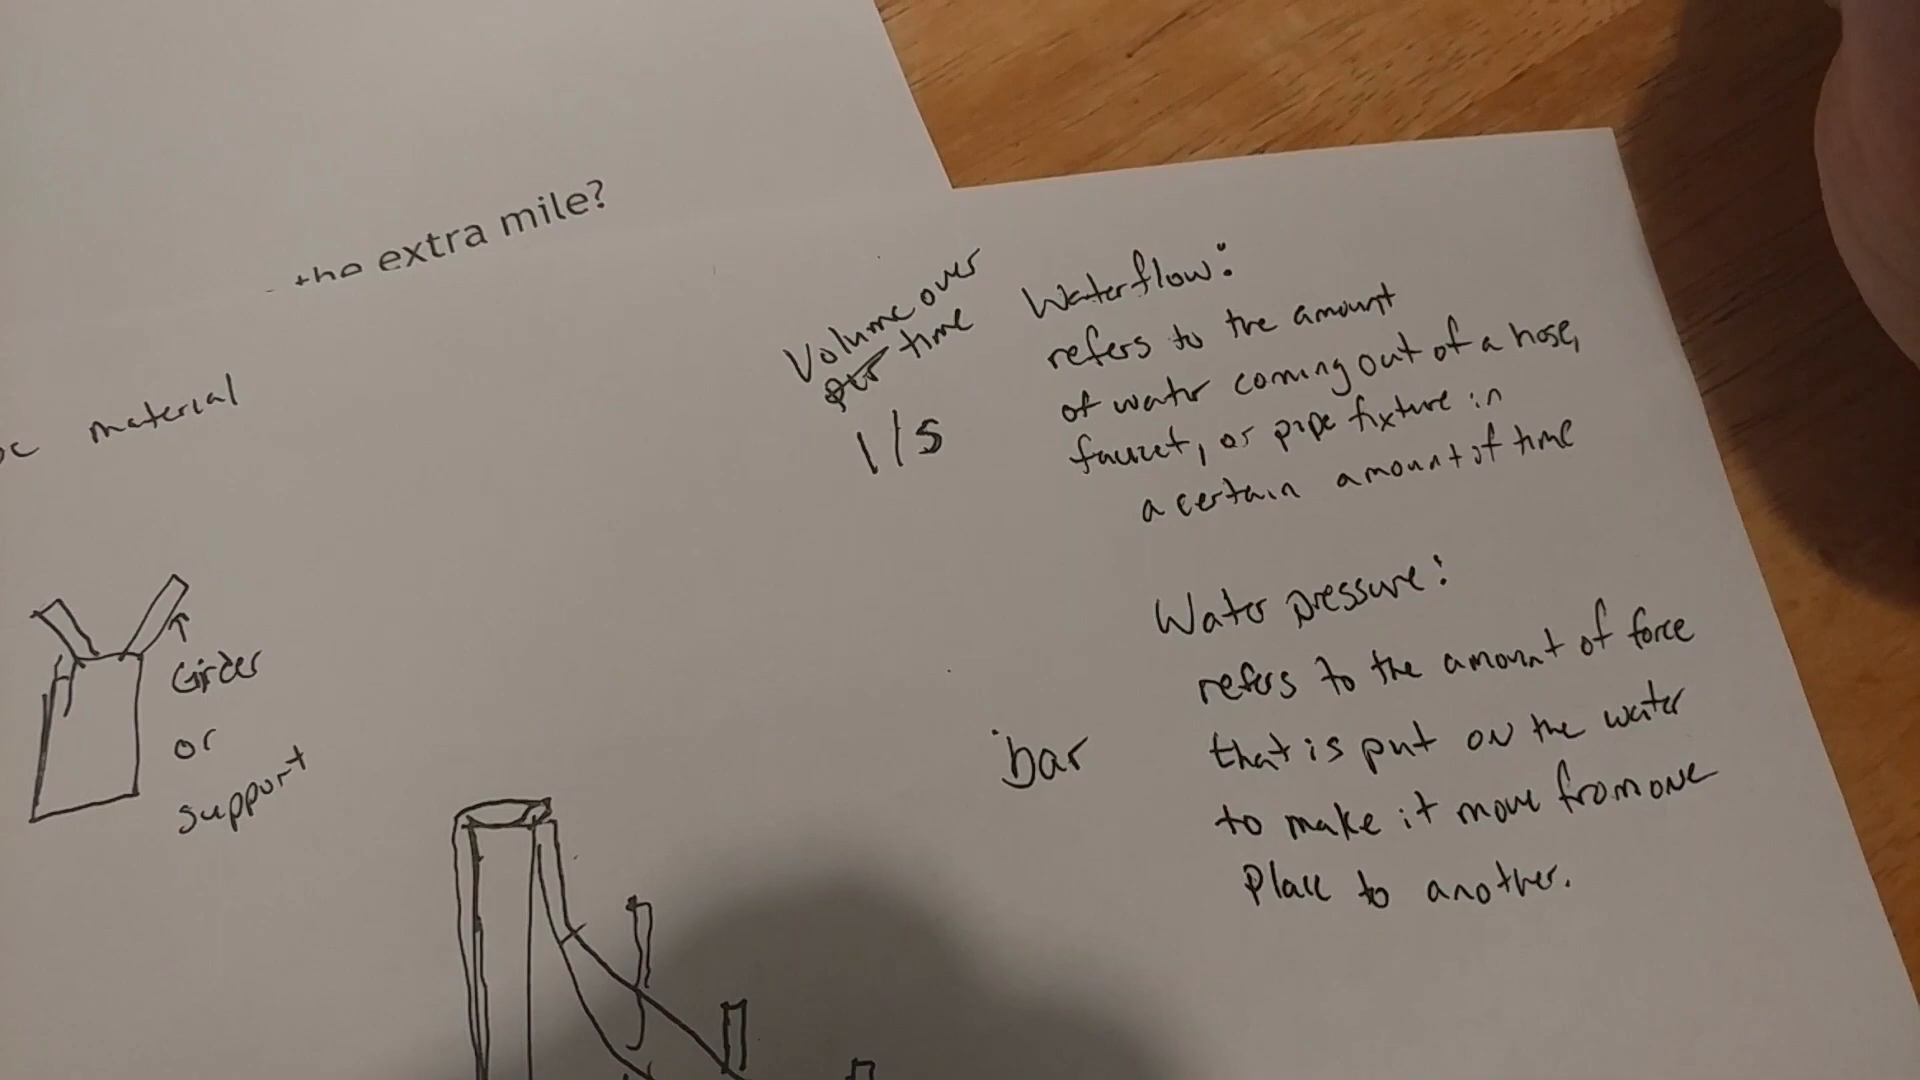 the extra mile?
material
Girder
or
support
Volume over
per time
l/s
Waterflow:
refers to the amount
of water coming out of a hose,
faucet, or pipe fixture in
a certain amount of time
bar
Water pressure:
refers to the amount of force
that is put on the water
to make it move from one
place to another.